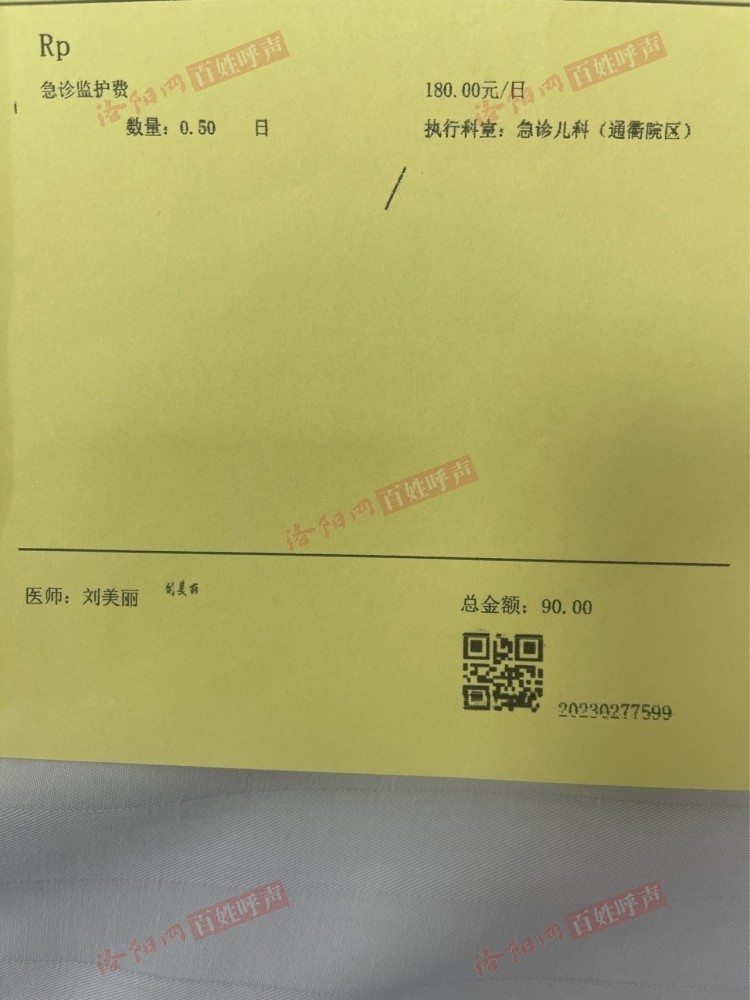 Rp
洛阳网百姓呼声
洛阳网百姓呼声
急诊监护费 180.00元/日
数量：0.50 日 执行科室：急诊儿科（通衢院区）
洛阳网百姓呼声
医师：刘美丽 刘美丽 总金额：90.00
20230277599
洛阳网百姓呼声
洛阳网百姓呼声